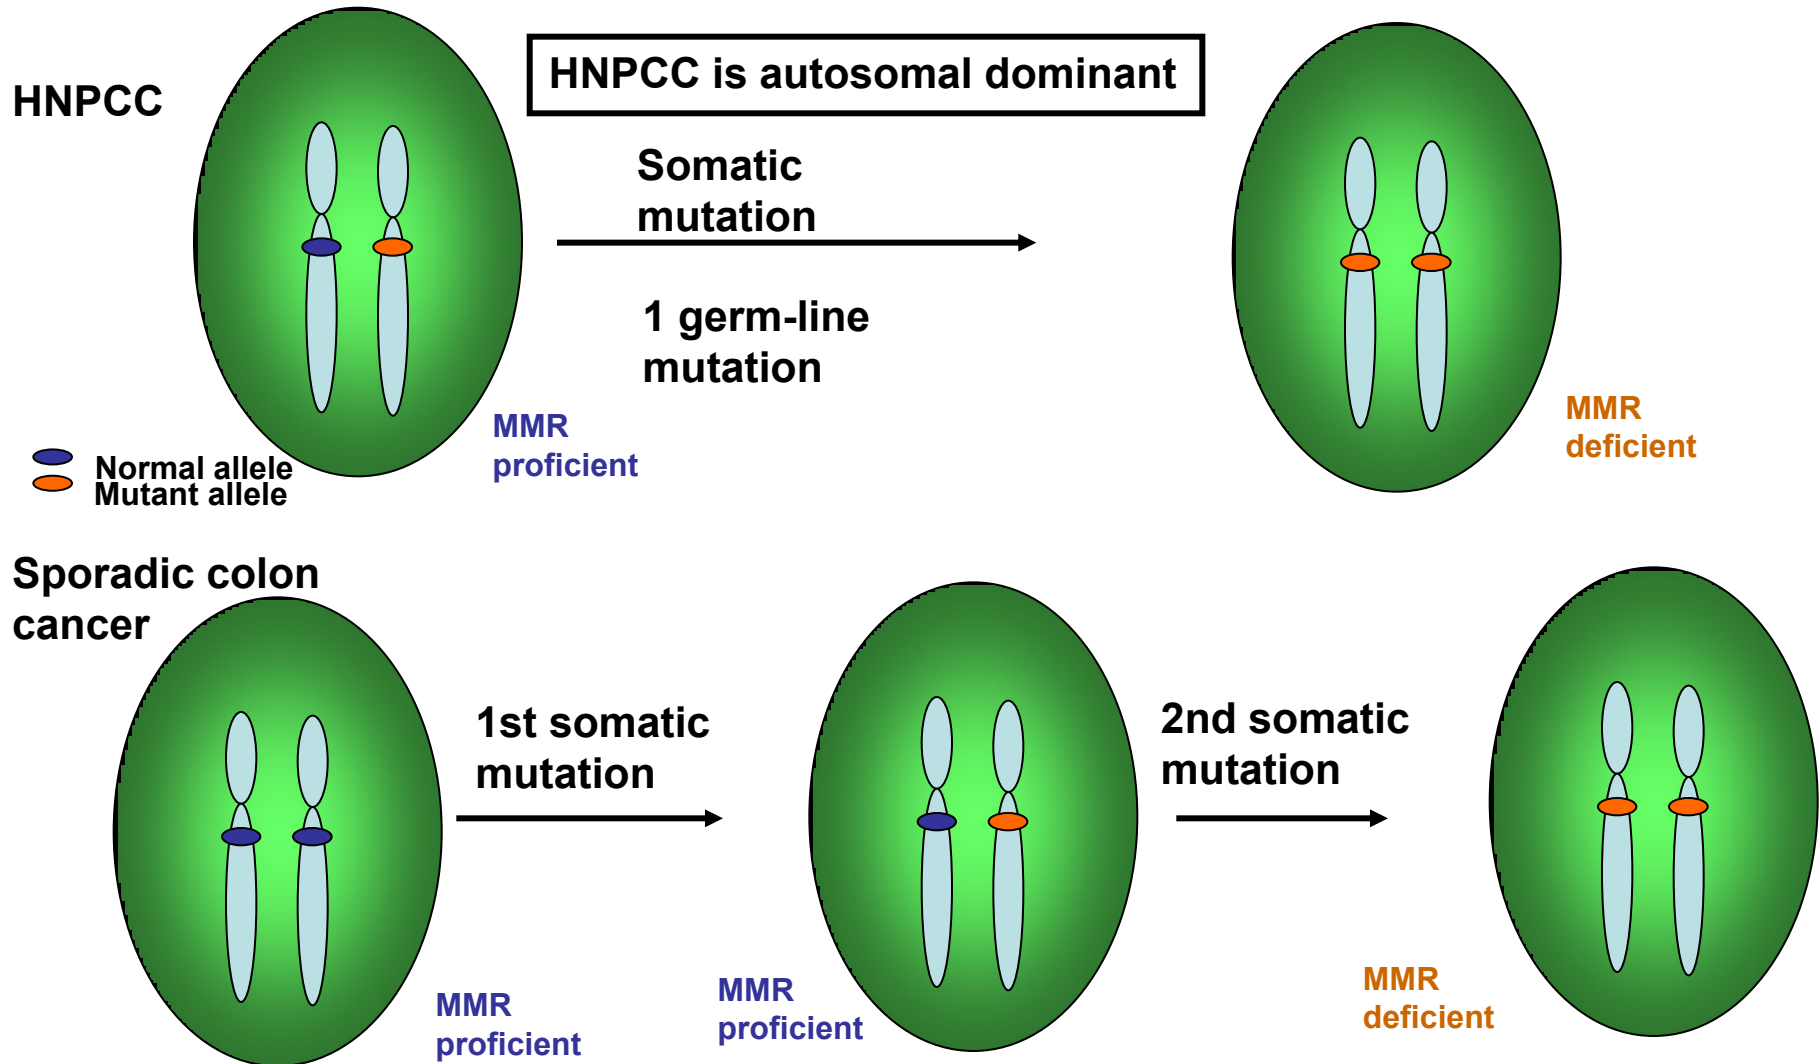 HNPCC
HNPCC is autosomal dominant
Somatic
mutation
1 germ-line
mutation
MMR
proficient
MMR
deficient
Normal allele
Mutant allele
Sporadic colon
cancer
1st somatic
mutation
2nd somatic
mutation
MMR
proficient
MMR
proficient
MMR
deficient